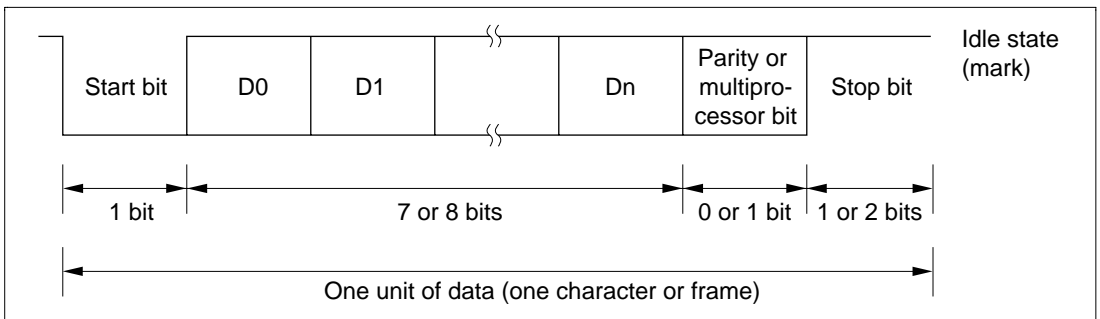 Idle state
(mark)
Start bit
D0
D1
Dn
Parity or
multipro-
cessor bit
Stop bit
1 bit
7 or 8 bits
0 or 1 bit
1 or 2 bits
One unit of data (one character or frame)